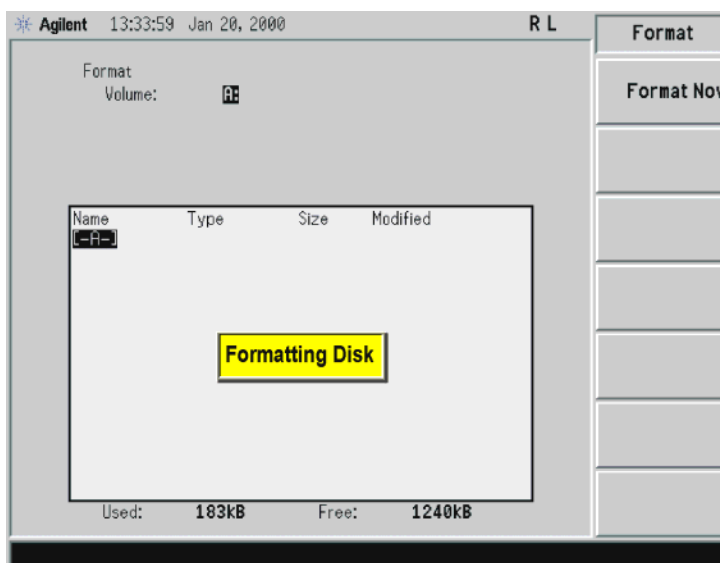 Agilent 13:33:59 Jan 20, 2000 R L
Format
Format
Volume: A:
Format Now
Name Type Size Modified
[-A-]
Formatting Disk
Used: 183kB Free: 1240kB